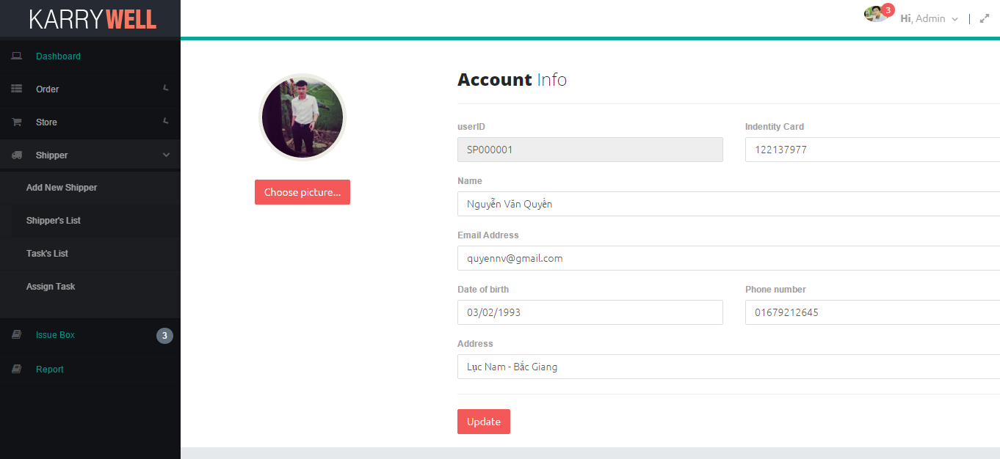 KARRYWELL
3
Hi, Admin
Dashboard
Order
Store
Shipper
Add New Shipper
Shipper's List
Task's List
Assign Task
Issue Box 3
Report
Choose picture...
Account Info
userID Indentity Card
SP000001 122137977
Name
Nguyễn Văn Quyền
Email Address
quyennv@gmail.com
Date of birth Phone number
03/02/1993 01679212645
Address
Lục Nam - Bắc Giang
Update